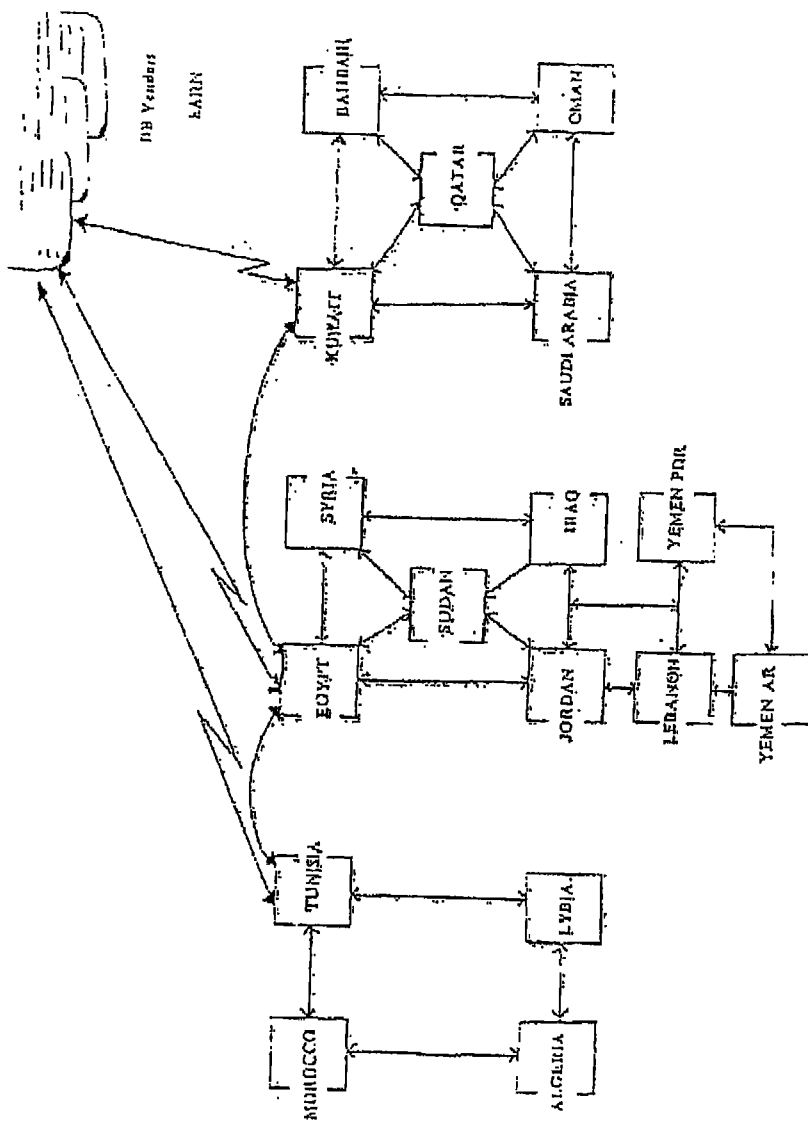 DB Vendors
EARN
BAHRAIN
OMAN
QATAR
KUWAIT
SAUDI ARABIA
SYRIA
IRAQ
SUDAN
EGYPT
JORDAN
YEMEN PDR
LEBANON
YEMEN AR
TUNISIA
LYBIA
MOROCCO
ALGERIA